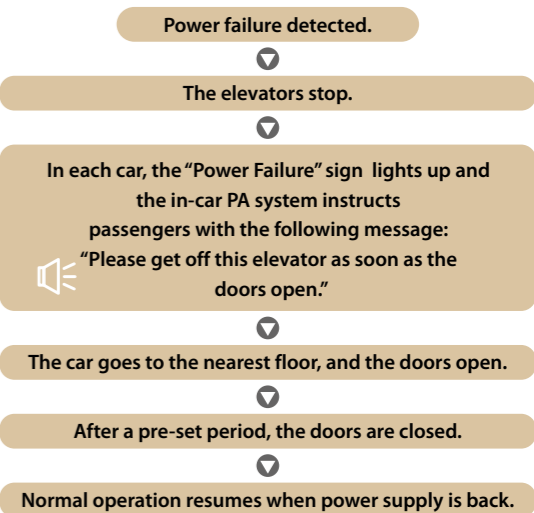 Power failure detected.
The elevators stop.
In each car, the “Power Failure” sign lights up and
the in-car PA system instructs
passengers with the following message:
“Please get off this elevator as soon as the
doors open.”
The car goes to the nearest floor, and the doors open.
After a pre-set period, the doors are closed.
Normal operation resumes when power supply is back.